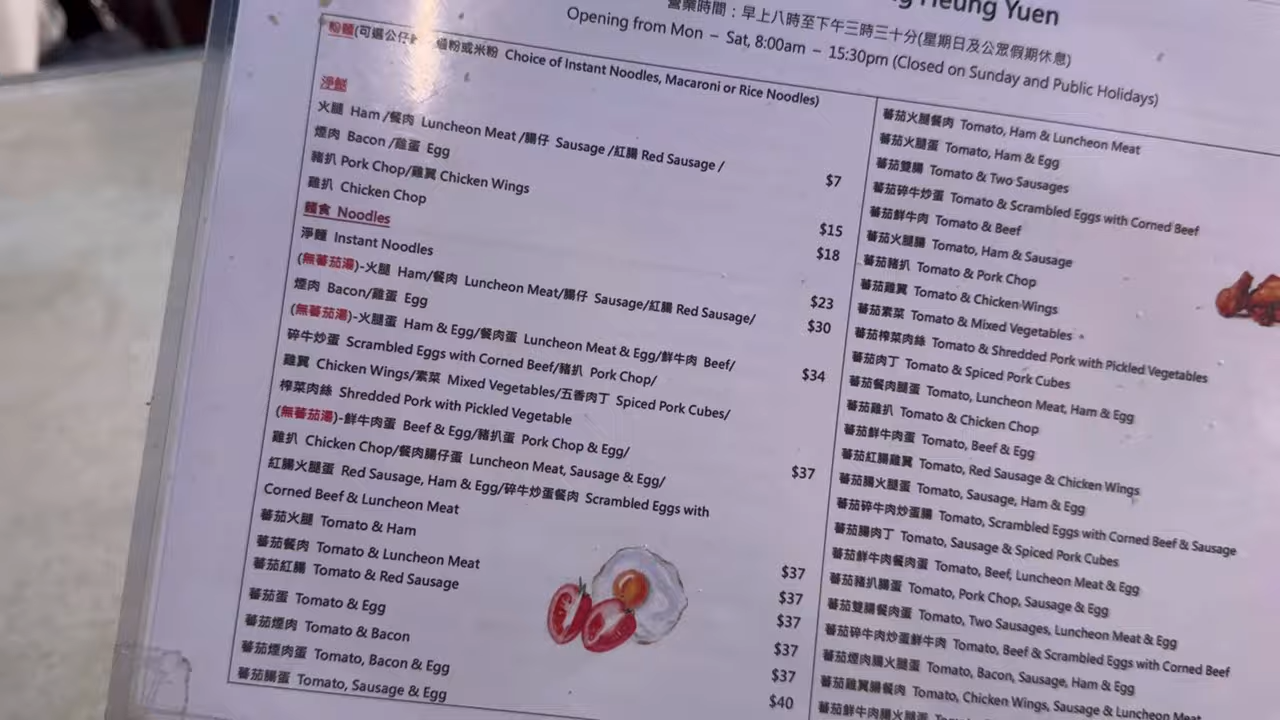 Heung Yuen
營業時間：早上八時至下午三時三十分(星期日及公眾假期休息)
Opening from Mon – Sat, 8:00am – 15:30pm (Closed on Sunday and Public Holidays)
粉麵(可選公仔 粉或米粉 Choice of Instant Noodles, Macaroni or Rice Noodles)
淨餸
火腿 Ham /餐肉 Luncheon Meat /腸仔 Sausage /紅腸 Red Sausage /
煙肉 Bacon /雞蛋 Egg $7
豬扒 Pork Chop/雞翼 Chicken Wings $15
雞扒 Chicken Chop $18
麵食 Noodles
淨麵 Instant Noodles $23
(無蕃茄湯)-火腿 Ham/餐肉 Luncheon Meat/腸仔 Sausage/紅腸 Red Sausage/ $30
煙肉 Bacon/雞蛋 Egg
(無蕃茄湯)-火腿蛋 Ham & Egg/餐肉蛋 Luncheon Meat & Egg/鮮牛肉 Beef/ $34
碎牛炒蛋 Scrambled Eggs with Corned Beef/豬扒 Pork Chop/
雞翼 Chicken Wings/素菜 Mixed Vegetables/五香肉丁 Spiced Pork Cubes/
榨菜肉絲 Shredded Pork with Pickled Vegetable
(無蕃茄湯)-鮮牛肉蛋 Beef & Egg/豬扒蛋 Pork Chop & Egg/ $37
雞扒 Chicken Chop/餐肉腸仔蛋 Luncheon Meat, Sausage & Egg/
紅腸火腿蛋 Red Sausage, Ham & Egg/碎牛炒蛋餐肉 Scrambled Eggs with
Corned Beef & Luncheon Meat
蕃茄火腿 Tomato & Ham $37
蕃茄餐肉 Tomato & Luncheon Meat $37
蕃茄紅腸 Tomato & Red Sausage $37
蕃茄蛋 Tomato & Egg $37
蕃茄煙肉 Tomato & Bacon $37
蕃茄煙肉蛋 Tomato, Bacon & Egg $40
蕃茄腸蛋 Tomato, Sausage & Egg
蕃茄火腿餐肉 Tomato, Ham & Luncheon Meat
蕃茄火腿蛋 Tomato, Ham & Egg
蕃茄雙腸 Tomato & Two Sausages
蕃茄碎牛炒蛋 Tomato & Scrambled Eggs with Corned Beef
蕃茄鮮牛肉 Tomato & Beef
蕃茄火腿腸 Tomato, Ham & Sausage
蕃茄豬扒 Tomato & Pork Chop
蕃茄雞翼 Tomato & Chicken Wings
蕃茄素菜 Tomato & Mixed Vegetables
蕃茄榨菜肉絲 Tomato & Shredded Pork with Pickled Vegetables
蕃茄肉丁 Tomato & Spiced Pork Cubes
蕃茄餐肉腿蛋 Tomato, Luncheon Meat, Ham & Egg
蕃茄雞扒 Tomato & Chicken Chop
蕃茄鮮牛肉蛋 Tomato, Beef & Egg
蕃茄紅腸雞翼 Tomato, Red Sausage & Chicken Wings
蕃茄腸火腿蛋 Tomato, Sausage, Ham & Egg
蕃茄碎牛肉炒蛋腸 Tomato, Scrambled Eggs with Corned Beef & Sausage
蕃茄腸肉丁 Tomato, Sausage & Spiced Pork Cubes
蕃茄鮮牛肉餐肉蛋 Tomato, Beef, Luncheon Meat & Egg
蕃茄豬扒腸蛋 Tomato, Pork Chop, Sausage & Egg
蕃茄雙腸餐肉蛋 Tomato, Two Sausages, Luncheon Meat & Egg
蕃茄碎牛肉炒蛋鮮牛肉 Tomato, Beef & Scrambled Eggs with Corned Beef
蕃茄煙肉腸火腿蛋 Tomato, Bacon, Sausage, Ham & Egg
蕃茄雞翼腸餐肉 Tomato, Chicken Wings, Sausage & Luncheon Meat
蕃茄鮮牛肉腸火腿蛋